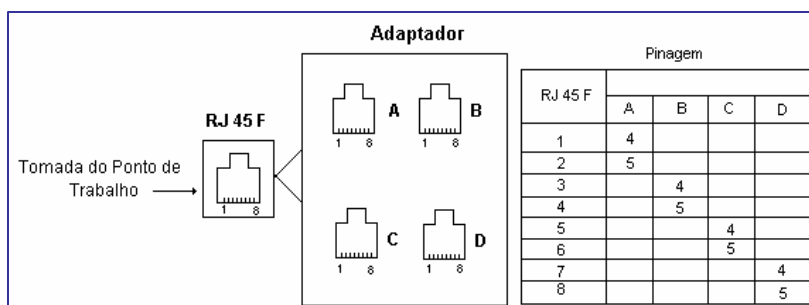 Adaptador
Pinagem
RJ 45 F
A
B
C
D
RJ 45 F
Tomada do Ponto de
Trabalho
1 8
A
1 8
B
1 8
1 8
C
1 8
D
1 4
2 5
3 4
4 5
5 4
6 5
7 4
8 5